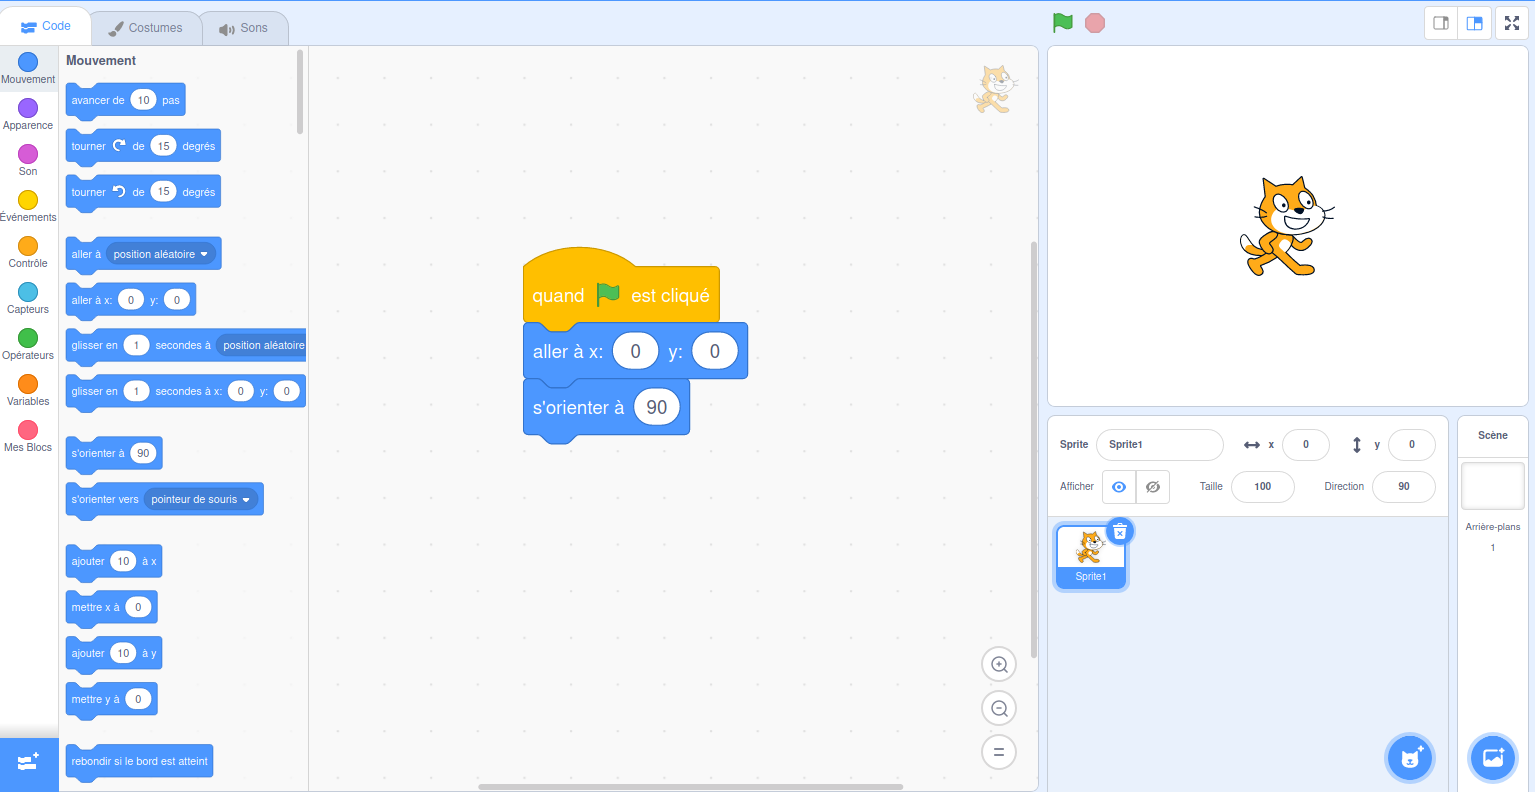 Code
Costumes
Sons
Mouvement
Apparence
Son
Événements
Contrôle
Capteurs
Opérateurs
Variables
Mes Blocs
Mouvement
avancer de 10 pas
tourner de 15 degrés
tourner de 15 degrés
aller à position aléatoire
aller à x: 0 y: 0
glisser en 1 secondes à position aléatoire
glisser en 1 secondes à x: 0 y: 0
s'orienter à 90
s'orienter vers pointeur de souris
ajouter 10 à x
mettre x à 0
ajouter 10 à y
mettre y à 0
rebondir si le bord est atteint
quand est cliqué
aller à x: 0 y: 0
s'orienter à 90
Sprite Sprite1 x 0 y 0
Afficher Taille 100 Direction 90
Sprite1
Scène
Arrière-plans
1